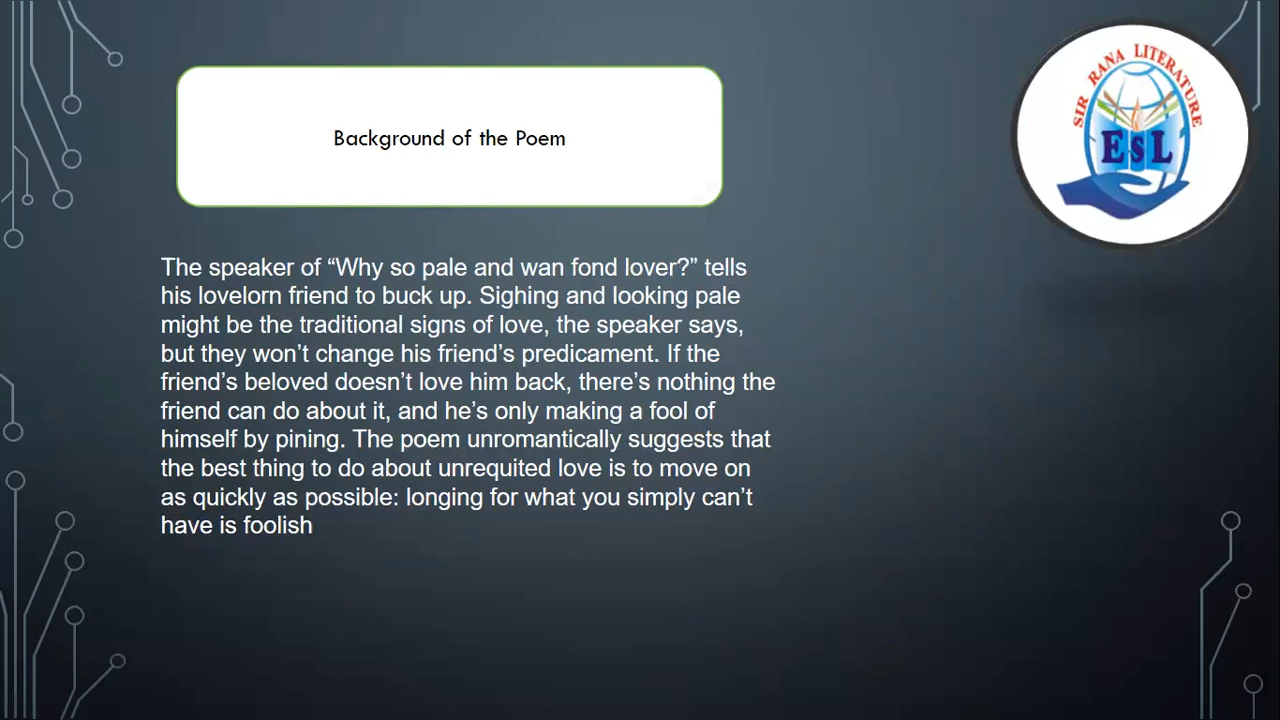 Background of the Poem
SIR RANA LITERATURE
ESL
The speaker of “Why so pale and wan fond lover?” tells
his lovelorn friend to buck up. Sighing and looking pale
might be the traditional signs of love, the speaker says,
but they won’t change his friend’s predicament. If the
friend’s beloved doesn’t love him back, there’s nothing the
friend can do about it, and he’s only making a fool of
himself by pining. The poem unromantically suggests that
the best thing to do about unrequited love is to move on
as quickly as possible: longing for what you simply can’t
have is foolish